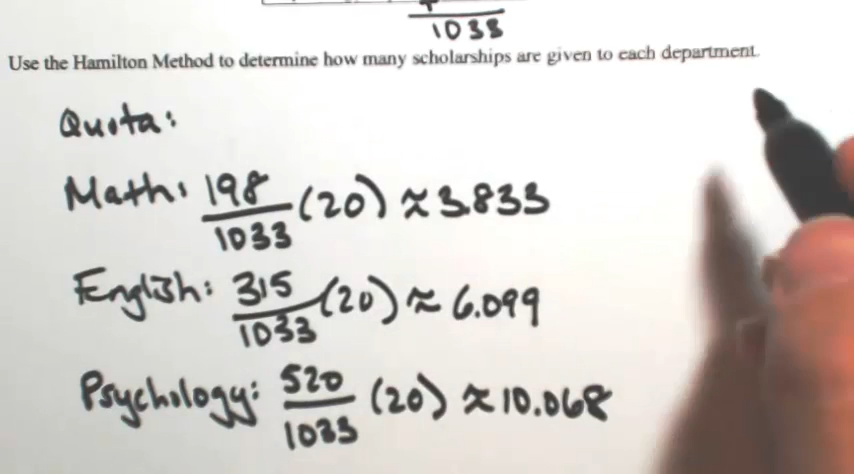 1033
Use the Hamilton Method to determine how many scholarships are given to each department.
Quota:
Math: 198/1033 (20) ≈ 3.833
English: 315/1033 (20) ≈ 6.099
Psychology: 520/1033 (20) ≈ 10.068